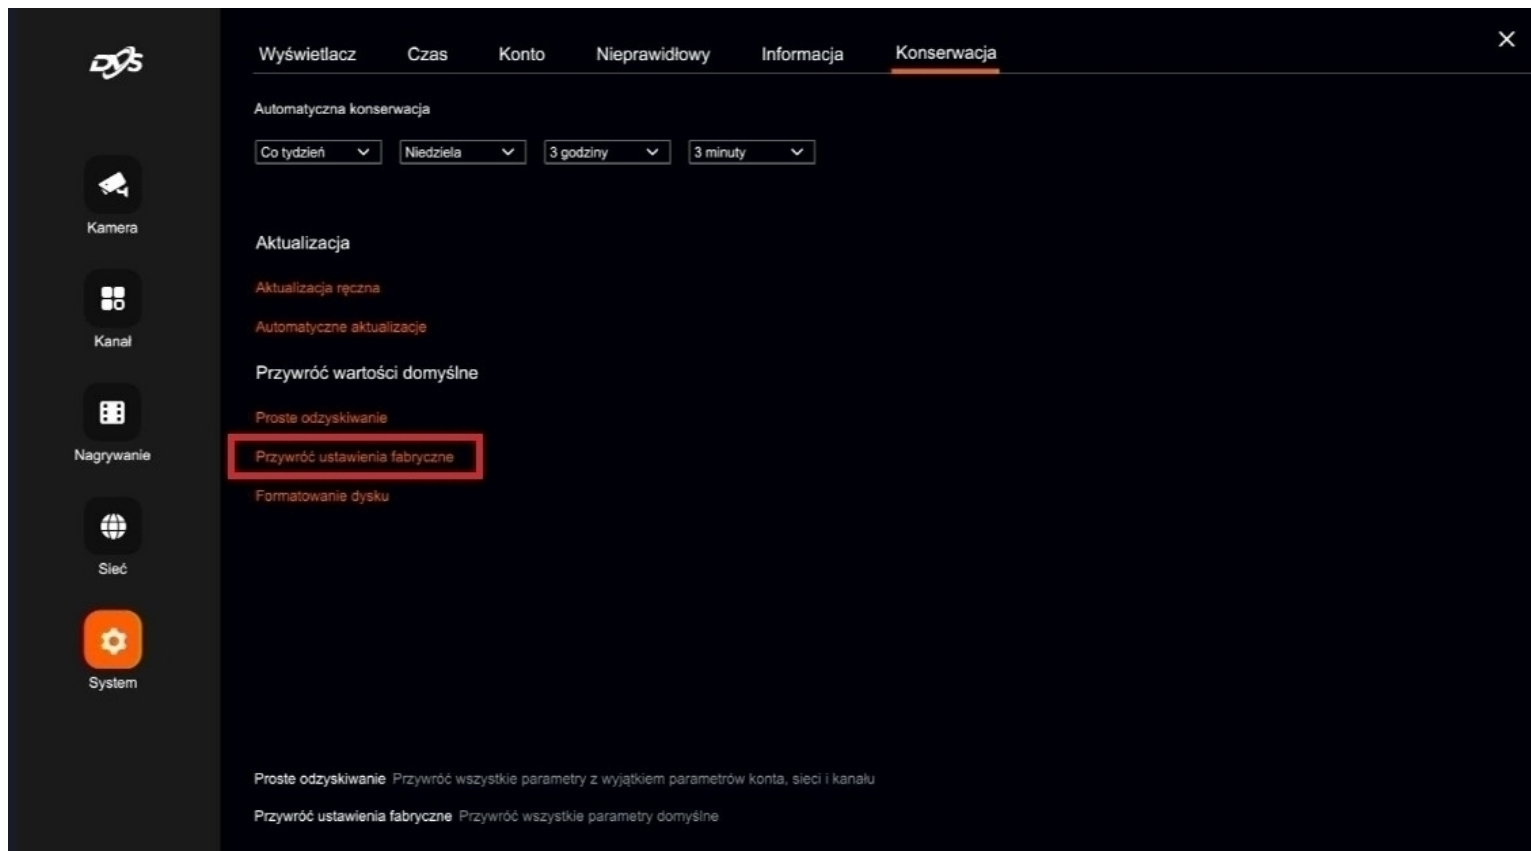 DVS
Wyświetlacz Czas Konto Nieprawidłowy Informacja Konserwacja
Automatyczna konserwacja
Co tydzień Niedziela 3 godziny 3 minuty
Kamera
Aktualizacja
Aktualizacja ręczna
Automatyczne aktualizacje
Kanał
Przywróć wartości domyślne
Proste odzyskiwanie
Nagrywanie
Przywróć ustawienia fabryczne
Formatowanie dysku
Sieć
System
Proste odzyskiwanie Przywróć wszystkie parametry z wyjątkiem parametrów konta, sieci i kanału
Przywróć ustawienia fabryczne Przywróć wszystkie parametry domyślne